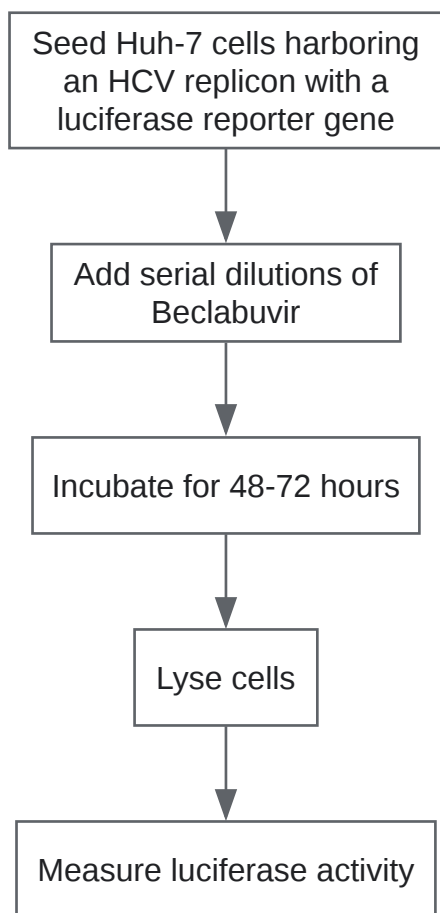 Seed Huh-7 cells harboring
an HCV replicon with a
luciferase reporter gene
Add serial dilutions of
Beclabuvir
Incubate for 48-72 hours
Lyse cells
Measure luciferase activity